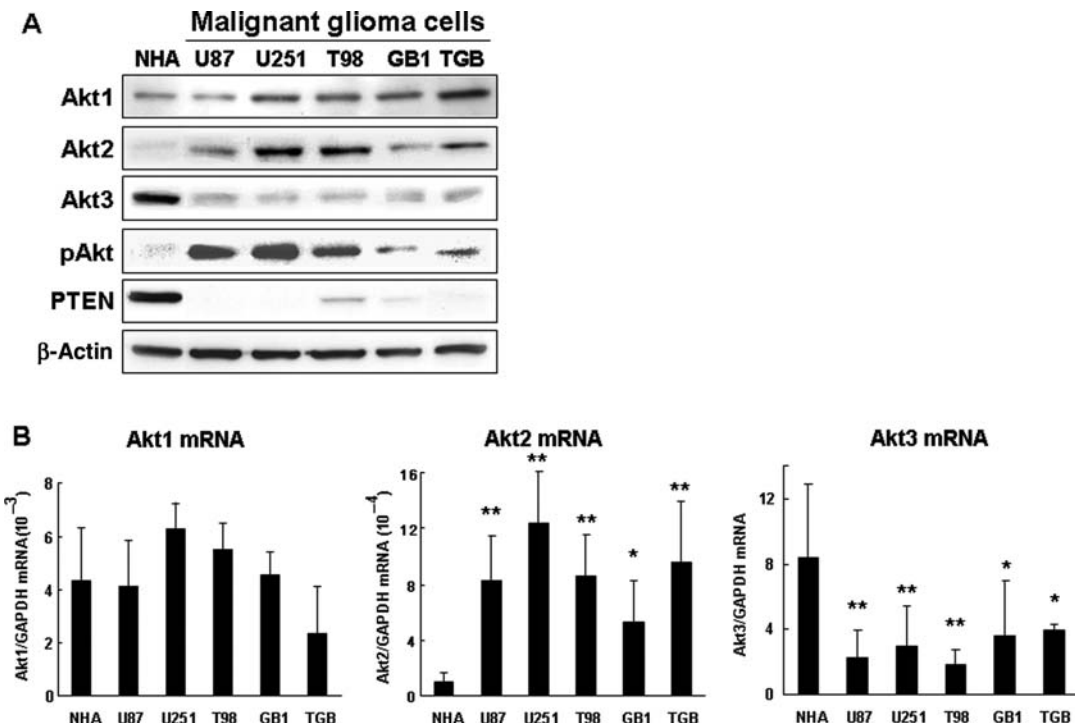 A
Malignant glioma cells
NHA U87 U251 T98 GB1 TGB
Akt1
Akt2
Akt3
pAkt
PTEN
β-Actin
B
Akt1 mRNA
Akt1/GAPDH mRNA(10⁻³)
8
6
4
2
0
NHA U87 U251 T98 GB1 TGB
Akt2 mRNA
Akt2/GAPDH mRNA (10⁻⁴)
16
12
8
4
0
** ** ** * **
NHA U87 U251 T98 GB1 TGB
Akt3 mRNA
Akt3/GAPDH mRNA
12
8
4
0
** ** ** * *
NHA U87 U251 T98 GB1 TGB